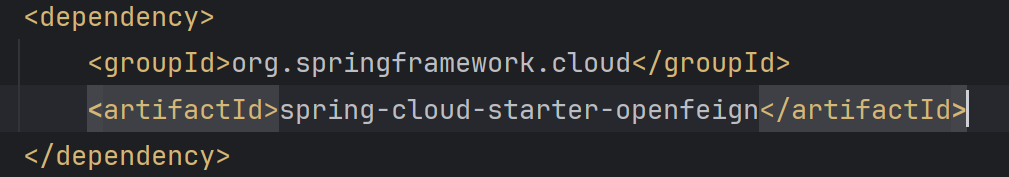 <dependency>
<groupId>org.springframework.cloud</groupId>
<artifactId>spring-cloud-starter-openfeign</artifactId>
</dependency>